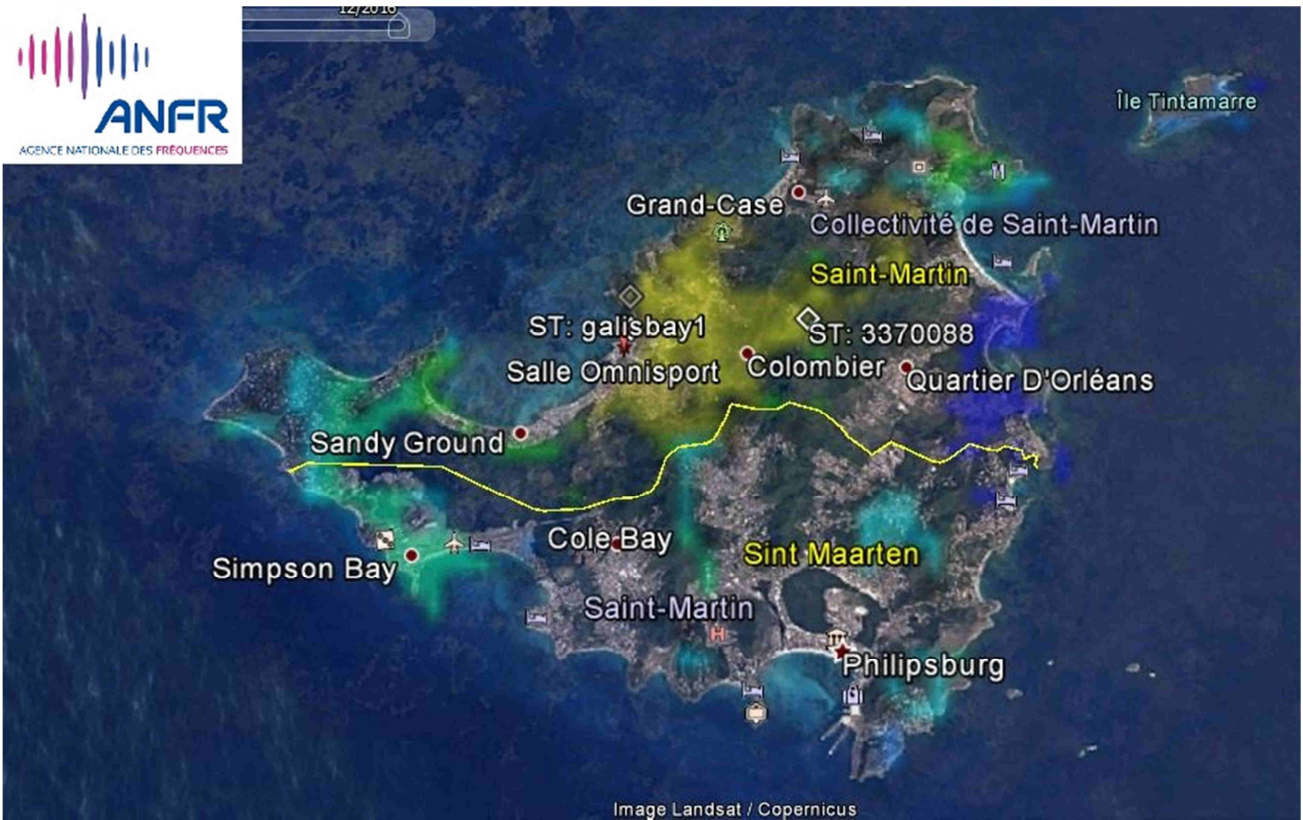 12/2016
ANFR
AGENCE NATIONALE DES FRÉQUENCES
Île Tintamarre
Grand-Case
Collectivité de Saint-Martin
Saint-Martin
ST: galisbay1
ST: 3370088
Salle Omnisport
Colombier
Quartier D'Orléans
Sandy Ground
Cole Bay
Sint Maarten
Simpson Bay
Saint-Martin
H
Philipsburg
Image Landsat / Copernicus